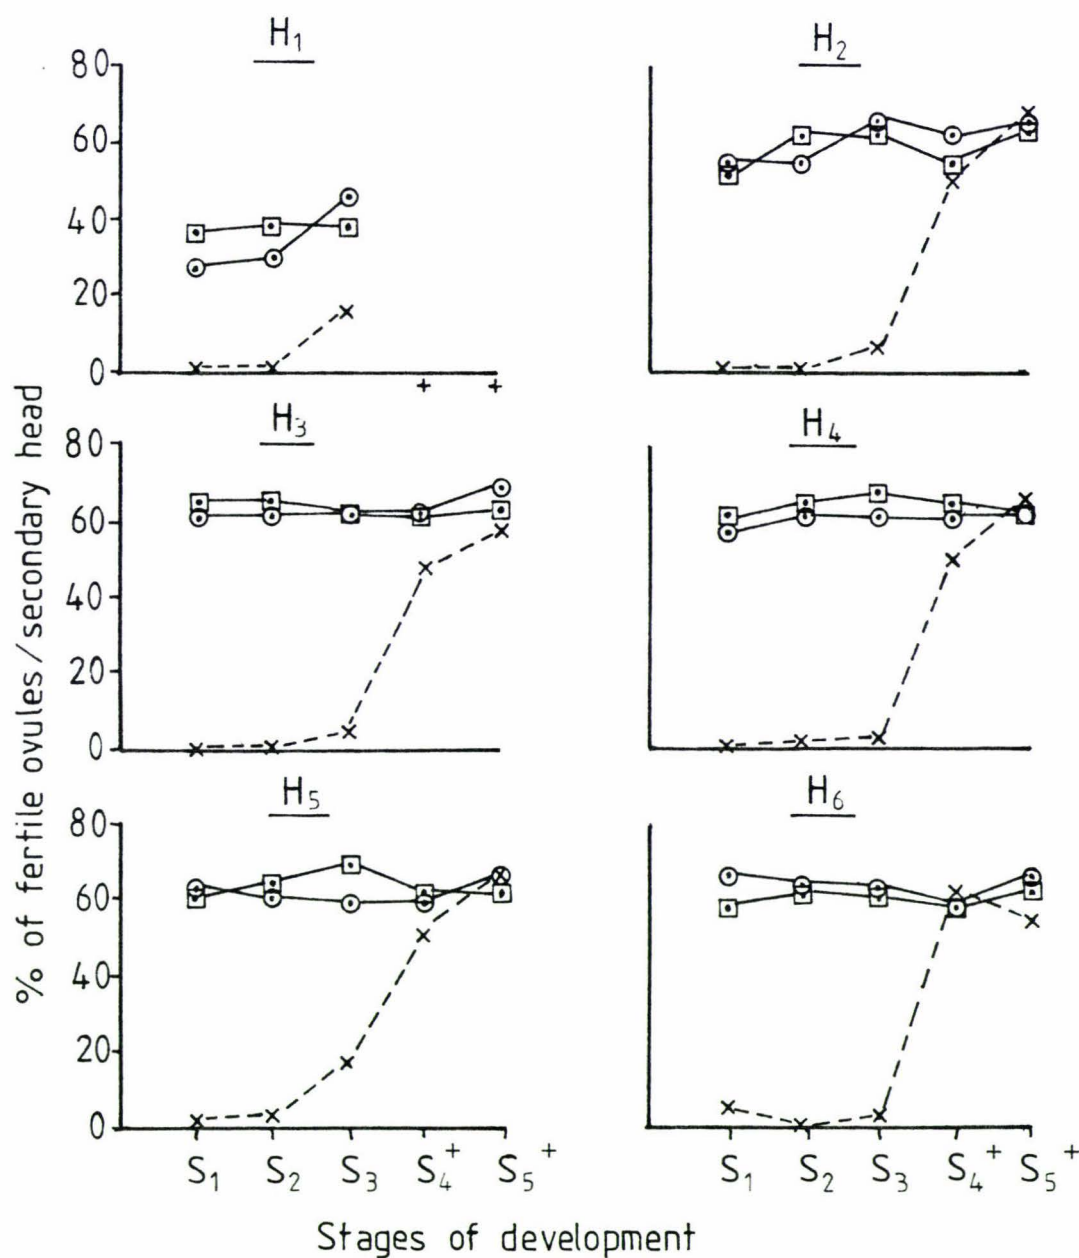 H1
H2
80
60
40
20
0
+ +
H3
H4
80
60
40
20
0
H5
H6
80
60
40
20
0
% of fertile ovules/secondary head
S1 S2 S3 S4+ S5+
S1 S2 S3 S4+ S5+
Stages of development